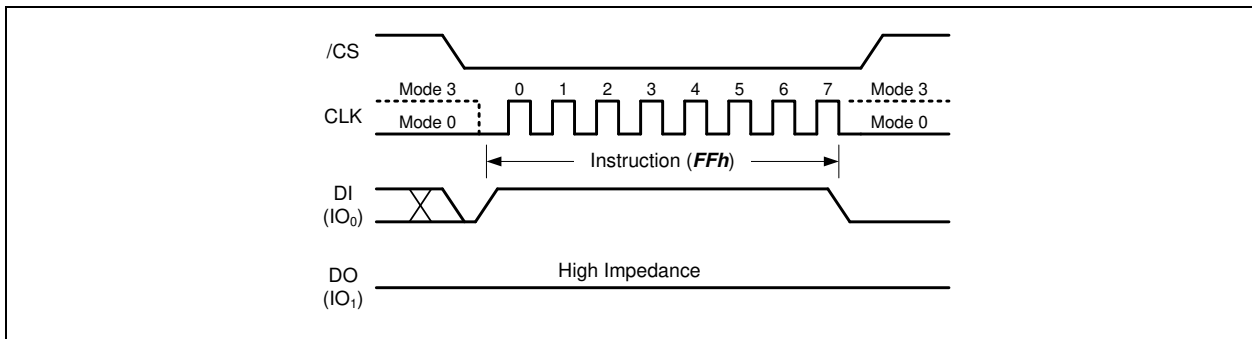 /CS
Mode 3 0 1 2 3 4 5 6 7 Mode 3
CLK
Mode 0 Mode 0
Instruction (FFh)
DI
(IO₀)
High Impedance
DO
(IO₁)